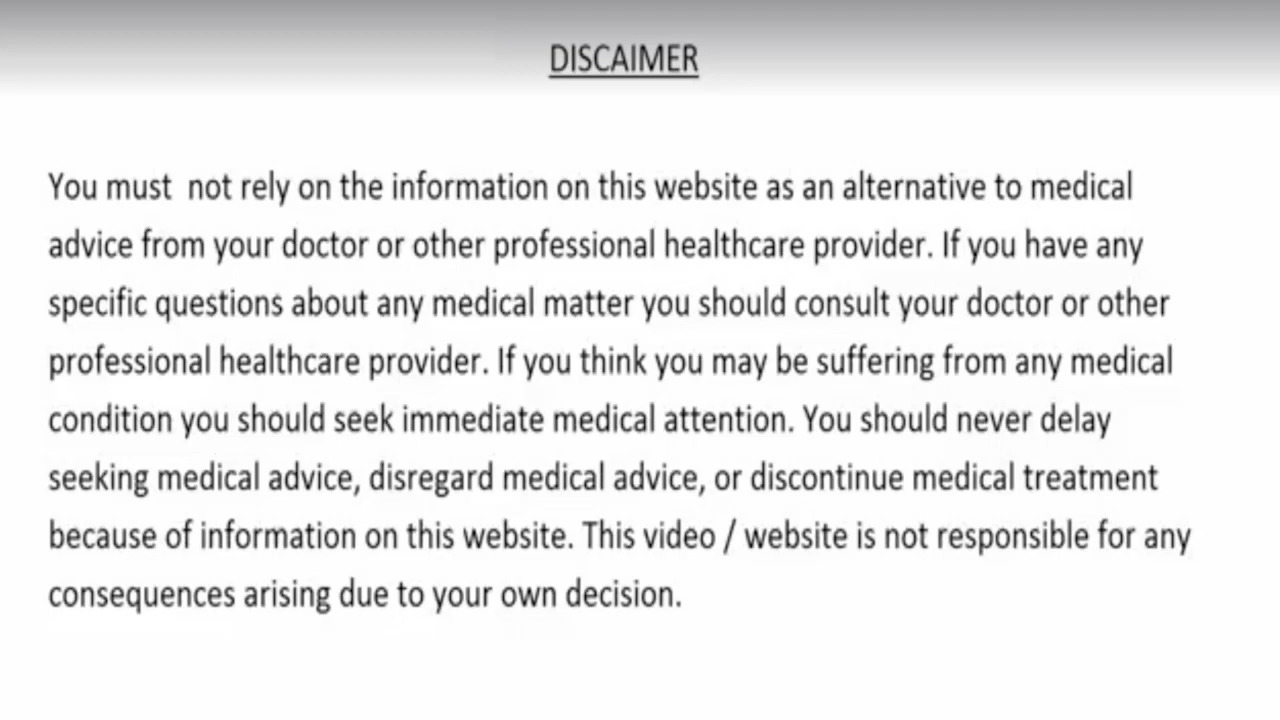 DISCAIMER
You must  not rely on the information on this website as an alternative to medical
advice from your doctor or other professional healthcare provider. If you have any
specific questions about any medical matter you should consult your doctor or other
professional healthcare provider. If you think you may be suffering from any medical
condition you should seek immediate medical attention. You should never delay
seeking medical advice, disregard medical advice, or discontinue medical treatment
because of information on this website. This video / website is not responsible for any
consequences arising due to your own decision.